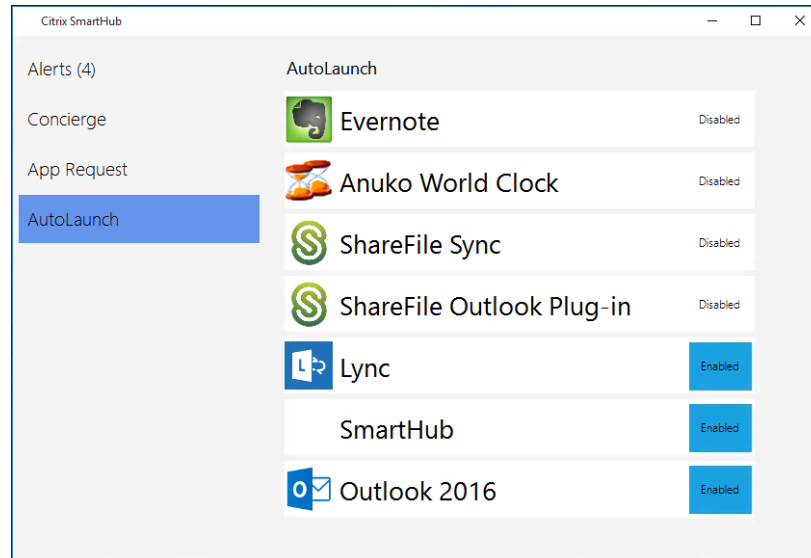 Citrix SmartHub
Alerts (4)
Concierge
App Request
AutoLaunch
AutoLaunch
Evernote Disabled
Anuko World Clock Disabled
ShareFile Sync Disabled
ShareFile Outlook Plug-in Disabled
Lync Enabled
SmartHub Enabled
Outlook 2016 Enabled